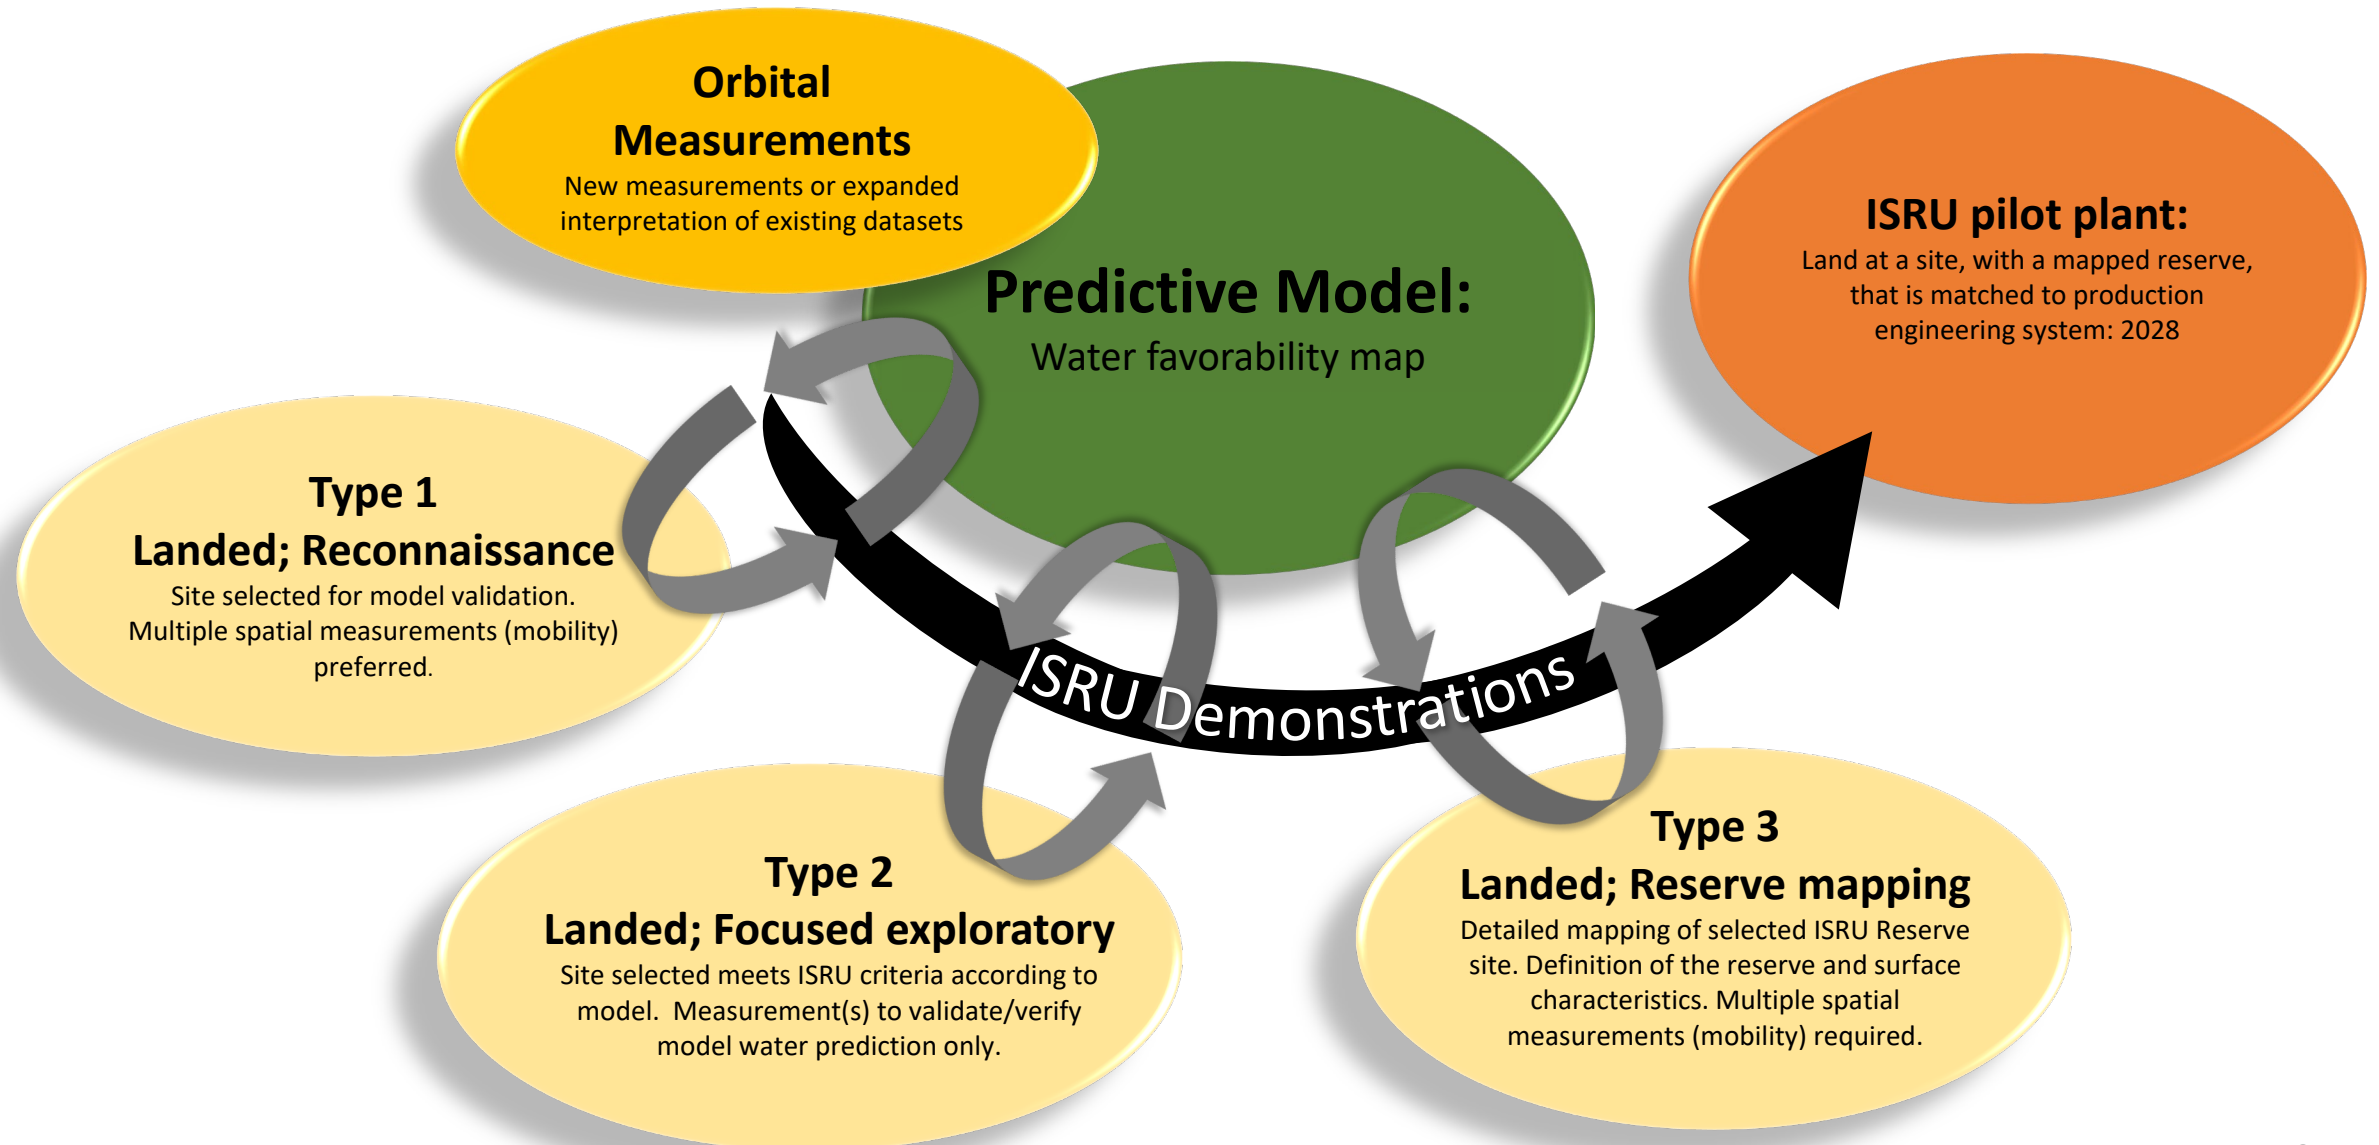 Orbital
Measurements
New measurements or expanded
interpretation of existing datasets
Predictive Model:
Water favorability map
ISRU pilot plant:
Land at a site, with a mapped reserve,
that is matched to production
engineering system: 2028
Type 1
Landed; Reconnaissance
Site selected for model validation.
Multiple spatial measurements (mobility)
preferred.
ISRU Demonstrations
Type 2
Landed; Focused exploratory
Site selected meets ISRU criteria according to
model.  Measurement(s) to validate/verify
model water prediction only.
Type 3
Landed; Reserve mapping
Detailed mapping of selected ISRU Reserve
site. Definition of the reserve and surface
characteristics. Multiple spatial
measurements (mobility) required.